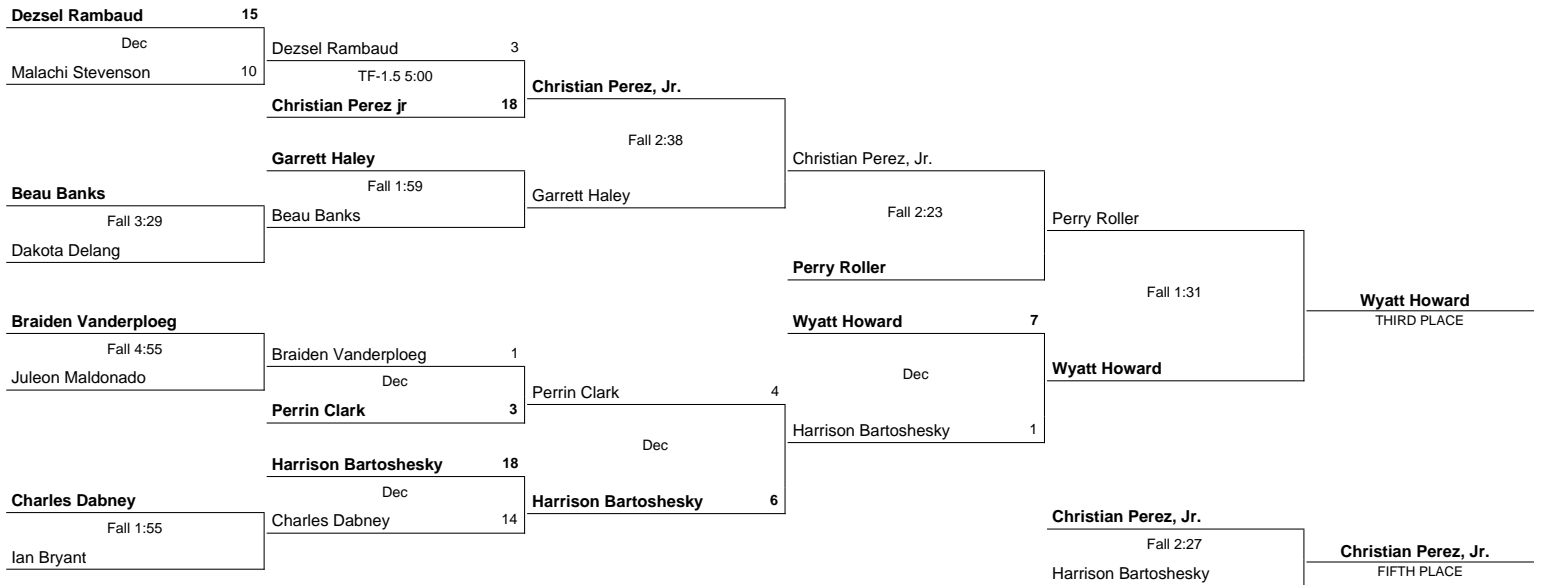 Dezsel Rambaud 15
Dec
Malachi Stevenson 10
Dezsel Rambaud 3
TF-1.5 5:00
Christian Perez jr 18
Christian Perez, Jr.
Fall 2:38
Garrett Haley
Garrett Haley
Fall 1:59
Beau Banks
Beau Banks
Fall 3:29
Dakota Delang
Christian Perez, Jr.
Fall 2:23
Perry Roller
Perry Roller
Fall 1:31
Wyatt Howard
Wyatt Howard
THIRD PLACE
Braiden Vanderploeg
Fall 4:55
Juleon Maldonado
Braiden Vanderploeg 1
Dec
Perrin Clark 3
Perrin Clark 4
Dec
Harrison Bartoshesky 6
Wyatt Howard 7
Dec
Harrison Bartoshesky 1
Harrison Bartoshesky 18
Dec
Charles Dabney 14
Charles Dabney
Fall 1:55
Ian Bryant
Christian Perez, Jr.
Fall 2:27
Harrison Bartoshesky
Christian Perez, Jr.
FIFTH PLACE